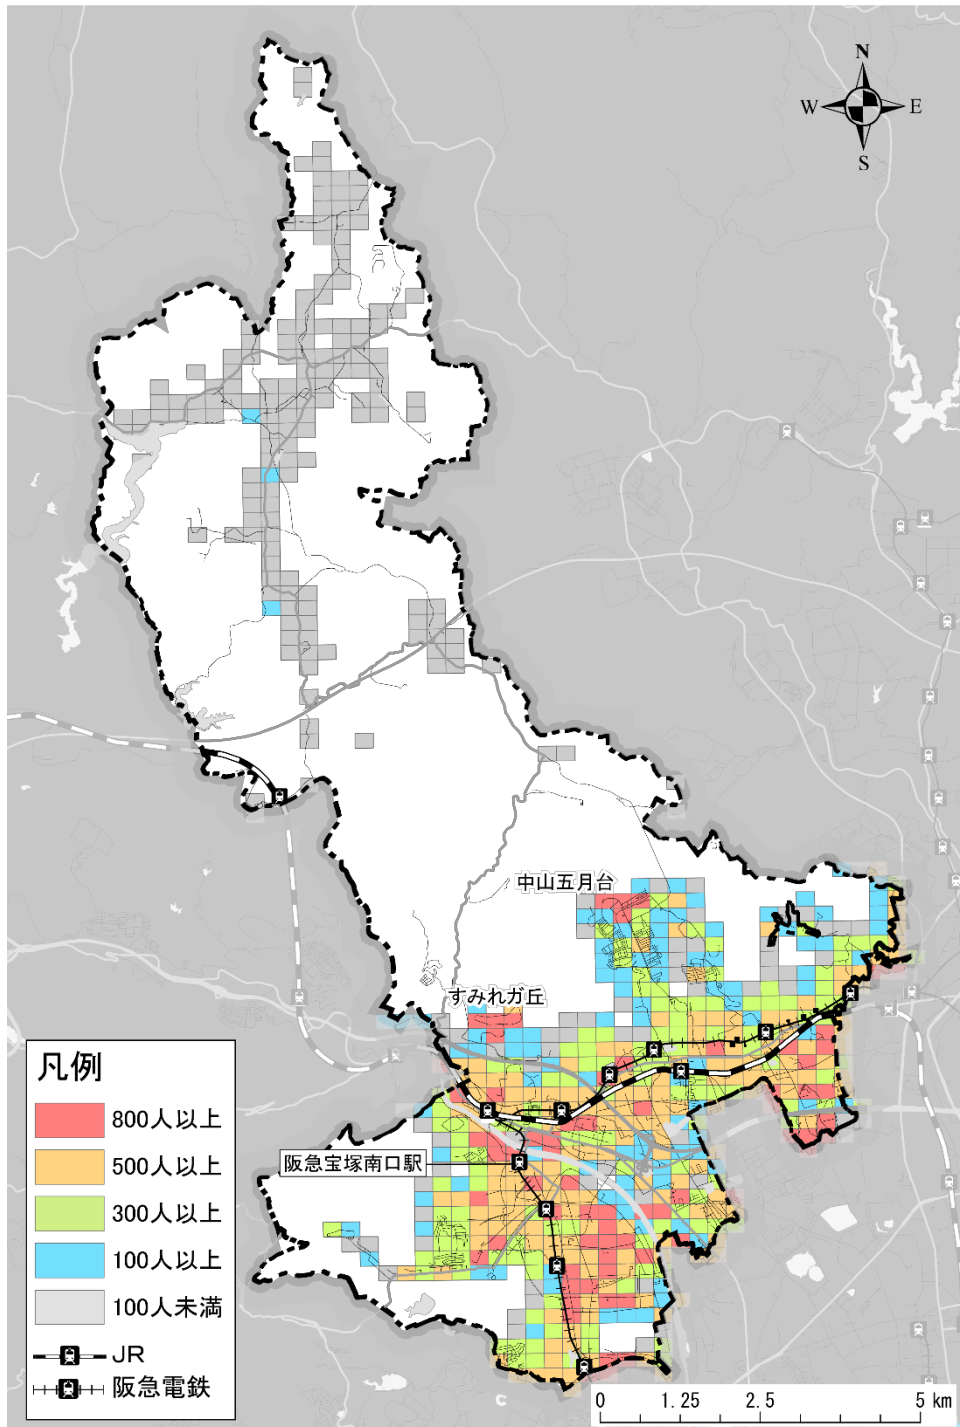 N
W
E
S
中山五月台
すみれガ丘
阪急宝塚南口駅
凡例
800人以上
500人以上
300人以上
100人以上
100人未満
JR
阪急電鉄
0 1.25 2.5 5 km